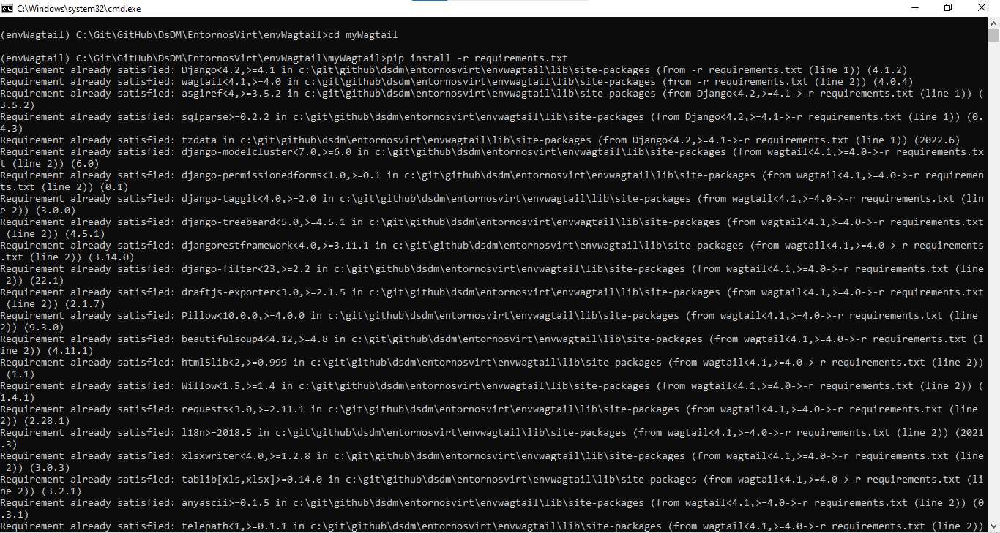 C:\Windows\system32\cmd.exe
(envWagtail) C:\Git\GitHub\DsDM\EntornosVirt\envWagtail>cd myWagtail
(envWagtail) C:\Git\GitHub\DsDM\EntornosVirt\envWagtail\myWagtail>pip install -r requirements.txt
Requirement already satisfied: Django<4.2,>=4.1 in c:\git\github\dsdm\entornosvirt\envwagtail\lib\site-packages (from -r requirements.txt (line 1)) (4.1.2)
Requirement already satisfied: wagtail<4.1,>=4.0 in c:\git\github\dsdm\entornosvirt\envwagtail\lib\site-packages (from -r requirements.txt (line 2)) (4.0.4)
Requirement already satisfied: asgiref<4,>=3.5.2 in c:\git\github\dsdm\entornosvirt\envwagtail\lib\site-packages (from Django<4.2,>=4.1->-r requirements.txt (line 1)) (
3.5.2)
Requirement already satisfied: sqlparse>=0.2.2 in c:\git\github\dsdm\entornosvirt\envwagtail\lib\site-packages (from Django<4.2,>=4.1->-r requirements.txt (line 1)) (0.
4.3)
Requirement already satisfied: tzdata in c:\git\github\dsdm\entornosvirt\envwagtail\lib\site-packages (from Django<4.2,>=4.1->-r requirements.txt (line 1)) (2022.6)
Requirement already satisfied: django-modelcluster<7.0,>=6.0 in c:\git\github\dsdm\entornosvirt\envwagtail\lib\site-packages (from wagtail<4.1,>=4.0->-r requirements.tx
t (line 2)) (6.0)
Requirement already satisfied: django-permissionedforms<1.0,>=0.1 in c:\git\github\dsdm\entornosvirt\envwagtail\lib\site-packages (from wagtail<4.1,>=4.0->-r requiremen
ts.txt (line 2)) (0.1)
Requirement already satisfied: django-taggit<4.0,>=2.0 in c:\git\github\dsdm\entornosvirt\envwagtail\lib\site-packages (from wagtail<4.1,>=4.0->-r requirements.txt (lin
e 2)) (3.0.0)
Requirement already satisfied: django-treebeard<5.0,>=4.5.1 in c:\git\github\dsdm\entornosvirt\envwagtail\lib\site-packages (from wagtail<4.1,>=4.0->-r requirements.txt
(line 2)) (4.5.1)
Requirement already satisfied: djangorestframework<4.0,>=3.11.1 in c:\git\github\dsdm\entornosvirt\envwagtail\lib\site-packages (from wagtail<4.1,>=4.0->-r requirements
.txt (line 2)) (3.14.0)
Requirement already satisfied: django-filter<23,>=2.2 in c:\git\github\dsdm\entornosvirt\envwagtail\lib\site-packages (from wagtail<4.1,>=4.0->-r requirements.txt (line
2)) (22.1)
Requirement already satisfied: draftjs-exporter<3.0,>=2.1.5 in c:\git\github\dsdm\entornosvirt\envwagtail\lib\site-packages (from wagtail<4.1,>=4.0->-r requirements.txt
(line 2)) (2.1.7)
Requirement already satisfied: Pillow<10.0.0,>=4.0.0 in c:\git\github\dsdm\entornosvirt\envwagtail\lib\site-packages (from wagtail<4.1,>=4.0->-r requirements.txt (line
2)) (9.3.0)
Requirement already satisfied: beautifulsoup4<4.12,>=4.8 in c:\git\github\dsdm\entornosvirt\envwagtail\lib\site-packages (from wagtail<4.1,>=4.0->-r requirements.txt (l
ine 2)) (4.11.1)
Requirement already satisfied: html5lib<2,>=0.999 in c:\git\github\dsdm\entornosvirt\envwagtail\lib\site-packages (from wagtail<4.1,>=4.0->-r requirements.txt (line 2))
(1.1)
Requirement already satisfied: Willow<1.5,>=1.4 in c:\git\github\dsdm\entornosvirt\envwagtail\lib\site-packages (from wagtail<4.1,>=4.0->-r requirements.txt (line 2)) (
1.4.1)
Requirement already satisfied: requests<3.0,>=2.11.1 in c:\git\github\dsdm\entornosvirt\envwagtail\lib\site-packages (from wagtail<4.1,>=4.0->-r requirements.txt (line
2)) (2.28.1)
Requirement already satisfied: l18n>=2018.5 in c:\git\github\dsdm\entornosvirt\envwagtail\lib\site-packages (from wagtail<4.1,>=4.0->-r requirements.txt (line 2)) (2021
.3)
Requirement already satisfied: xlsxwriter<4.0,>=1.2.8 in c:\git\github\dsdm\entornosvirt\envwagtail\lib\site-packages (from wagtail<4.1,>=4.0->-r requirements.txt (line
2)) (3.0.3)
Requirement already satisfied: tablib[xls,xlsx]>=0.14.0 in c:\git\github\dsdm\entornosvirt\envwagtail\lib\site-packages (from wagtail<4.1,>=4.0->-r requirements.txt (li
ne 2)) (3.2.1)
Requirement already satisfied: anyascii>=0.1.5 in c:\git\github\dsdm\entornosvirt\envwagtail\lib\site-packages (from wagtail<4.1,>=4.0->-r requirements.txt (line 2)) (0
.3.1)
Requirement already satisfied: telepath<1,>=0.1.1 in c:\git\github\dsdm\entornosvirt\envwagtail\lib\site-packages (from wagtail<4.1,>=4.0->-r requirements.txt (line 2))